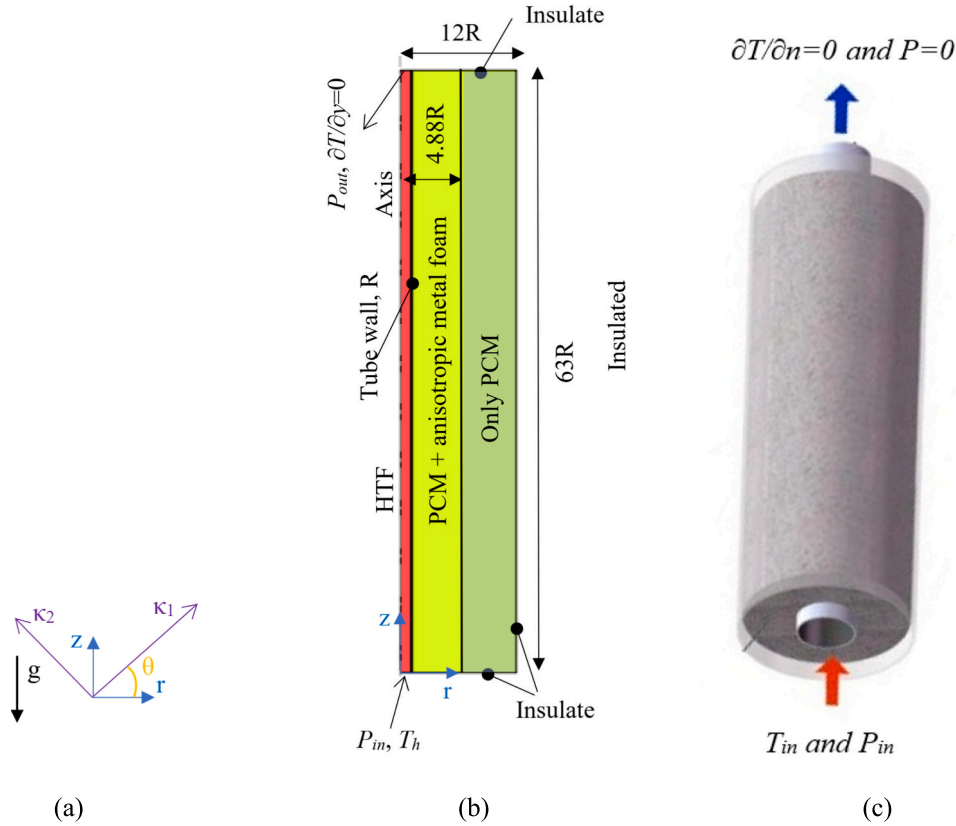 κ2
κ1
z
θ
g
r
(a)
Insulate
12R
Pout, ∂T/∂y=0
4.88R
Axis
Tube wall, R
PCM + anisotropic metal foam
Only PCM
63R
Insulated
HTF
z
r
Insulate
Pin, Th
(b)
∂T/∂n=0 and P=0
Tin and Pin
(c)